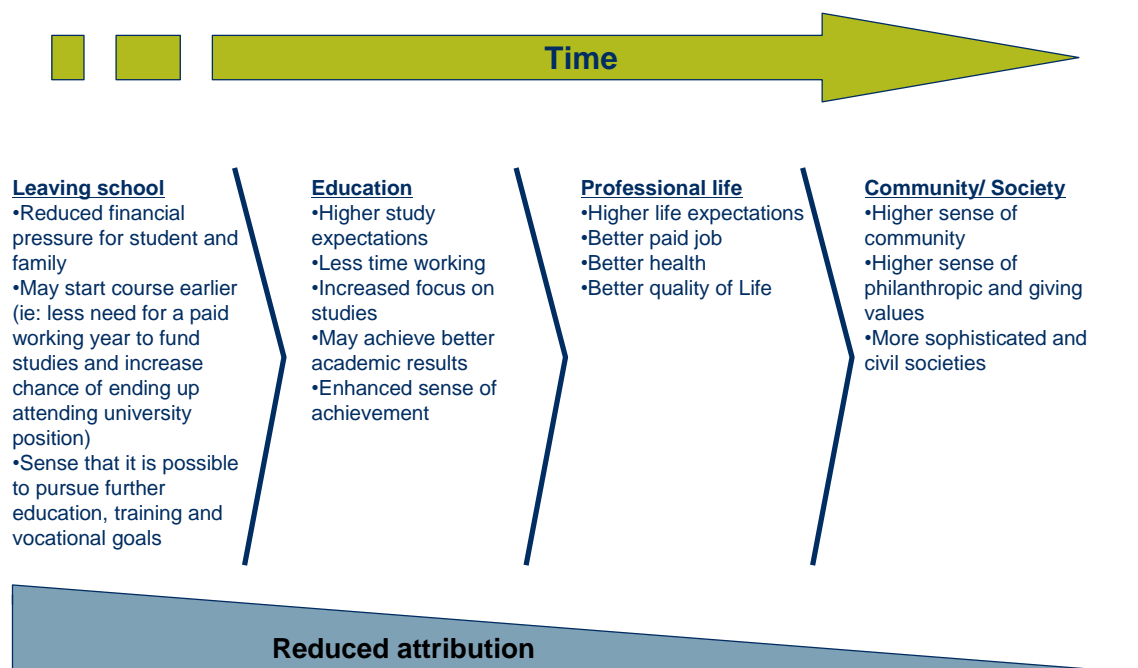 Time
Leaving school
•Reduced financial
pressure for student and
family
•May start course earlier
(ie: less need for a paid
working year to fund
studies and increase
chance of ending up
attending university
position)
•Sense that it is possible
to pursue further
education, training and
vocational goals
Education
•Higher study
expectations
•Less time working
•Increased focus on
studies
•May achieve better
academic results
•Enhanced sense of
achievement
Professional life
•Higher life expectations
•Better paid job
•Better health
•Better quality of Life
Community/ Society
•Higher sense of
community
•Higher sense of
philanthropic and giving
values
•More sophisticated and
civil societies
Reduced attribution